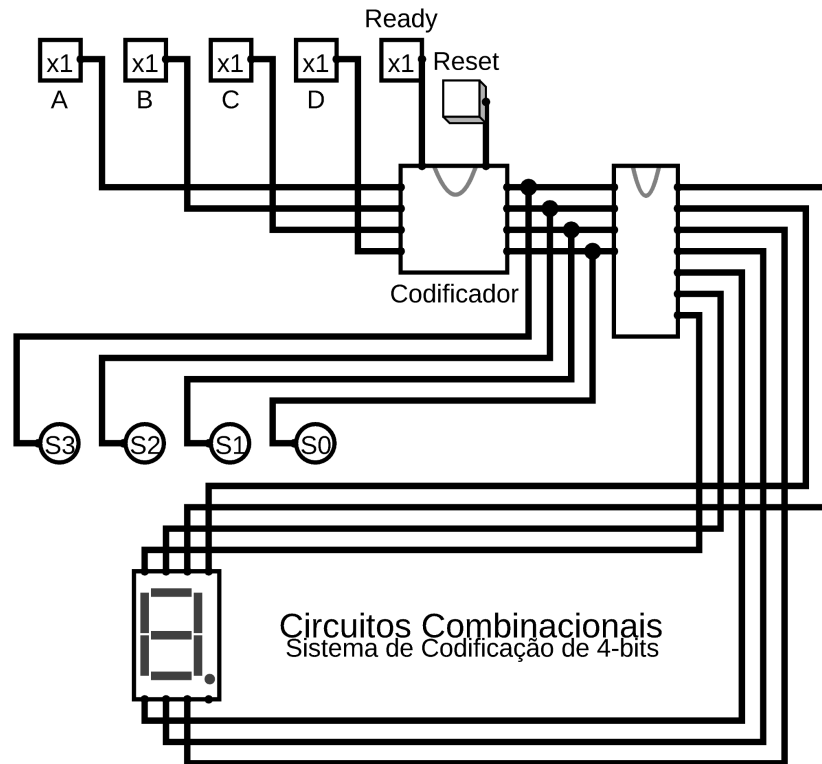 Ready
x1 x1 x1 x1 x1 Reset
A B C D
Codificador
S3 S2 S1 S0
Circuitos Combinacionais
Sistema de Codificação de 4-bits